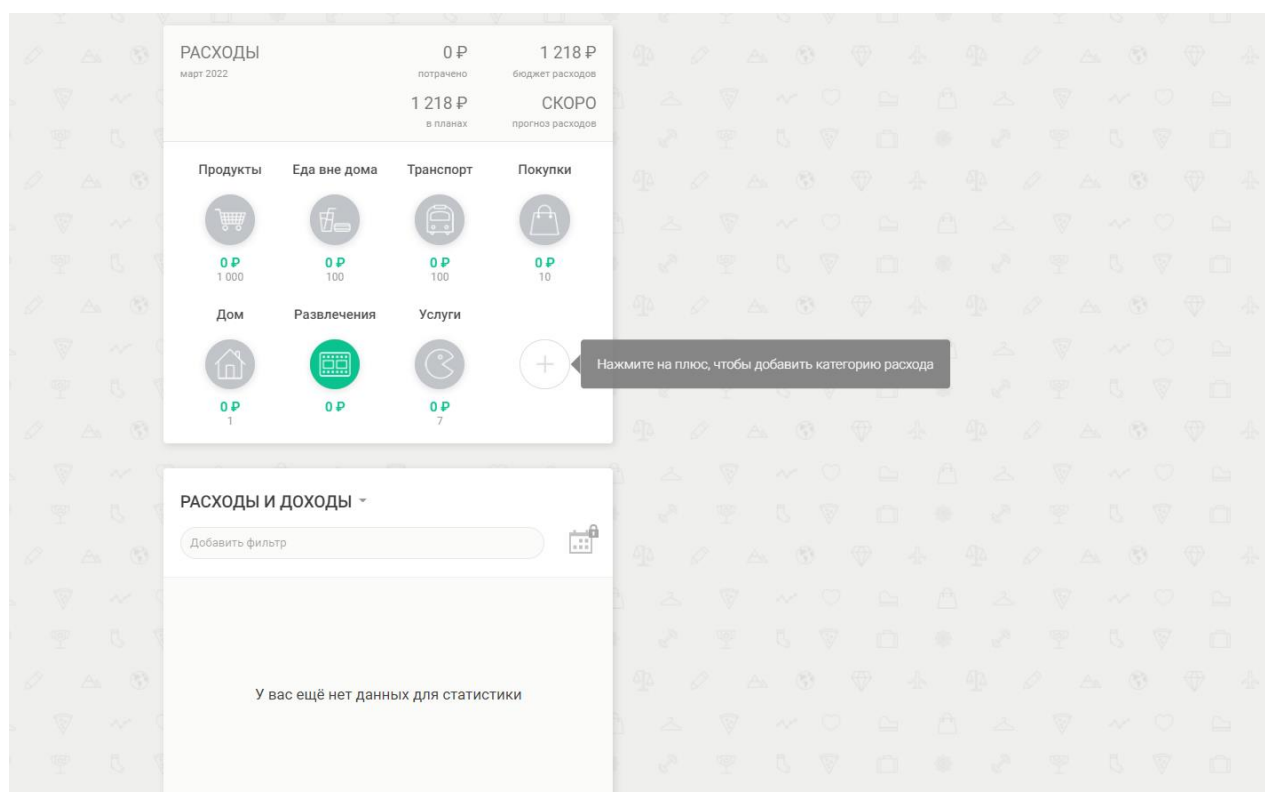 РАСХОДЫ
март 2022
0 ₽
потрачено
1 218 ₽
бюджет расходов
1 218 ₽
в планах
СКОРО
прогноз расходов
Продукты Еда вне дома Транспорт Покупки
0 ₽ 0 ₽ 0 ₽ 0 ₽
1 000 100 100 10
Дом Развлечения Услуги
Нажмите на плюс, чтобы добавить категорию расхода
0 ₽ 0 ₽ 0 ₽
1 7
РАСХОДЫ И ДОХОДЫ
Добавить фильтр
У вас ещё нет данных для статистики